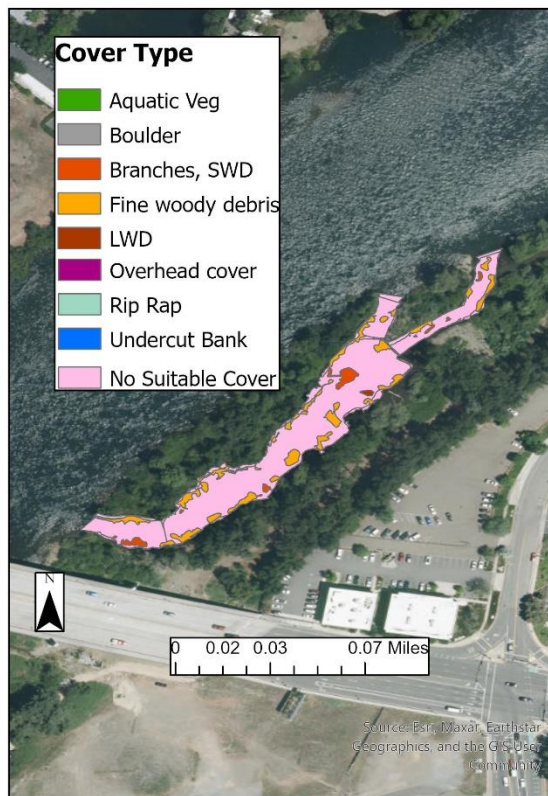 Cover Type
Aquatic Veg
Boulder
Branches, SWD
Fine woody debris
LWD
Overhead cover
Rip Rap
Undercut Bank
No Suitable Cover
N
0 0.02 0.03 0.07 Miles
Source: Esri, Maxar, Earthstar
Geographics, and the GIS User
Community